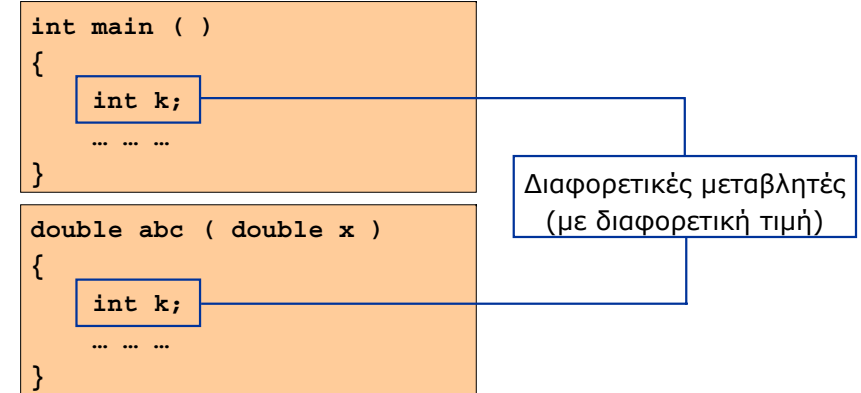 int main ( )
{
int k;
… … …
}
Διαφορετικές μεταβλητές
(με διαφορετική τιμή)
double abc ( double x )
{
int k;
… … …
}